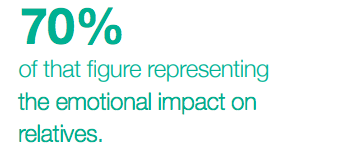 70%
of that figure representing
the emotional impact on
relatives.